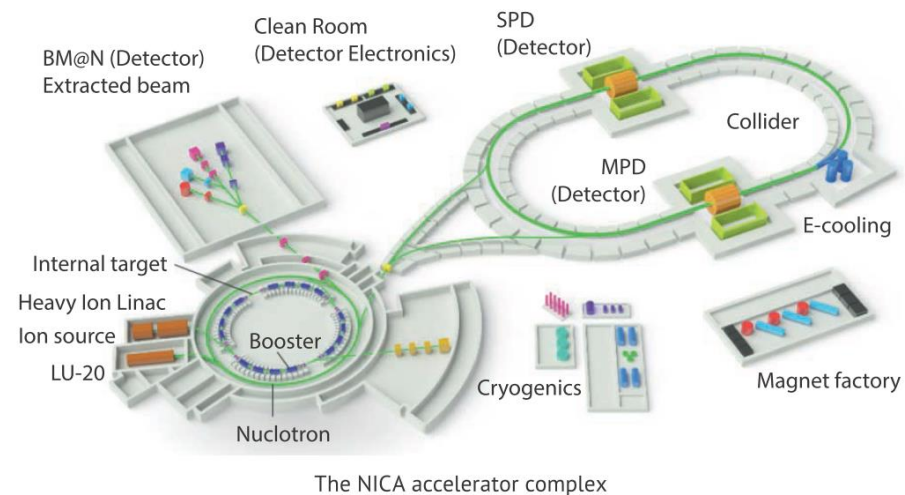 SPD
(Detector)
Clean Room
(Detector Electronics)
BM@N (Detector)
Extracted beam
Collider
MPD
(Detector)
E-cooling
Internal target
Heavy Ion Linac
Ion source
LU-20
Booster
Nuclotron
Cryogenics
Magnet factory
The NICA accelerator complex